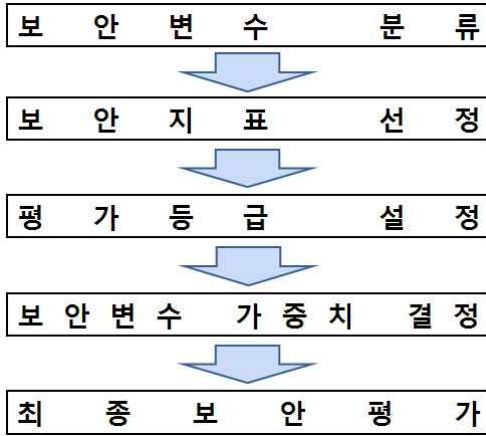 보안변수 분류
보안지표 선정
평가등급 설정
보안변수 가중치 결정
최종보안평가